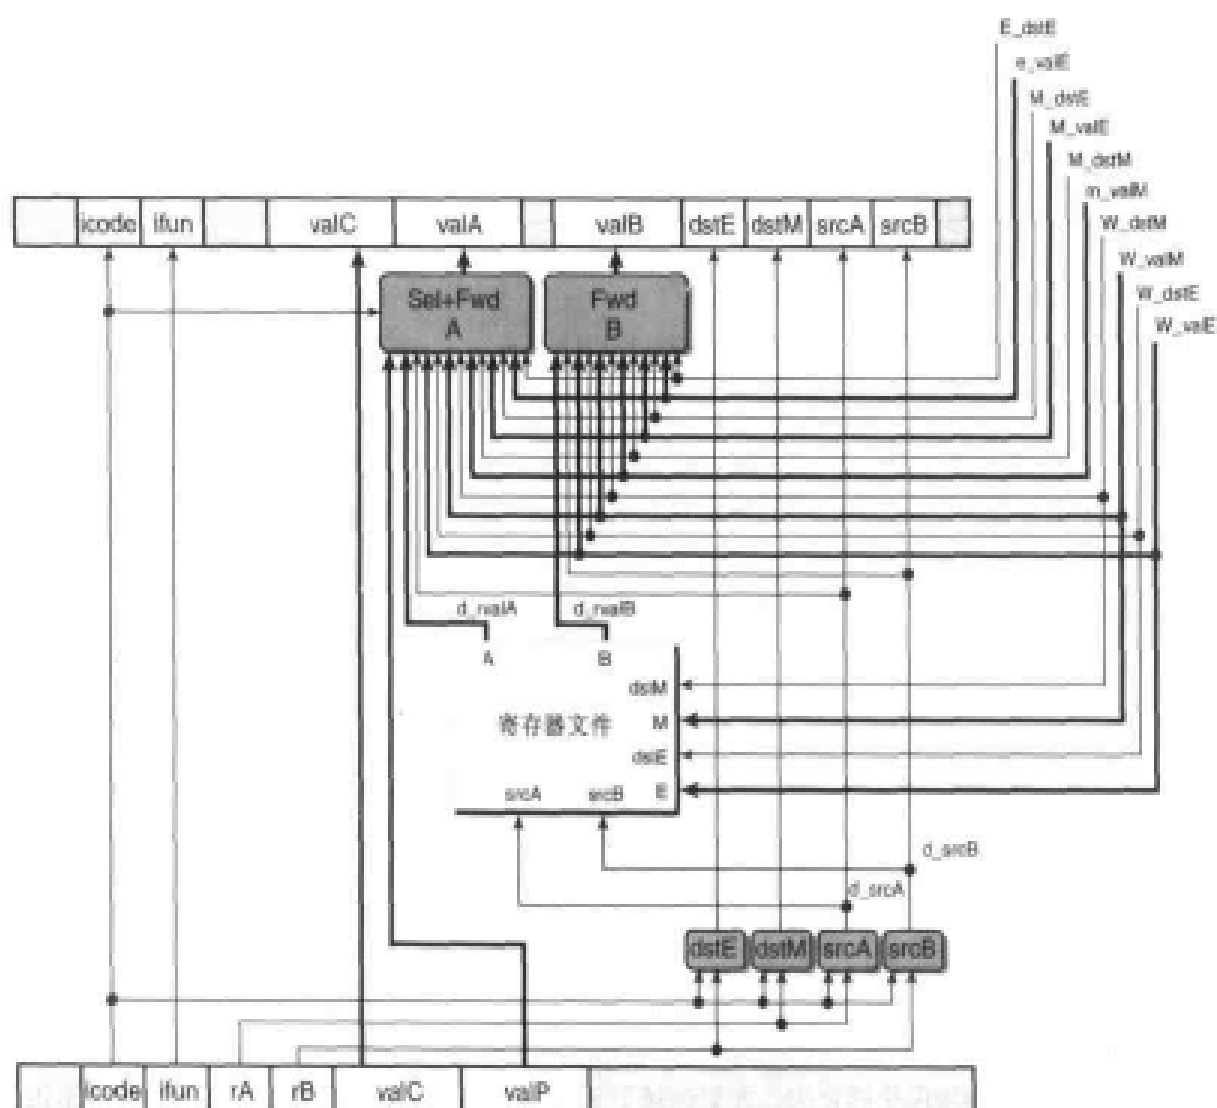 E_dstE
e_valE
M_dstE
M_valE
M_dstM
m_valM
W_dstM
W_valM
W_dstE
W_valE
icode ifun valC valA valB dstE dstM srcA srcB
Sel+Fwd
A
Fwd
B
d_rvalA
d_rvalB
A
B
dstM
寄存器文件
M
dstE
srcA
srcB
E
d_srcB
d_srcA
dstE dstM srcA srcB
icode ifun rA rB valC valP